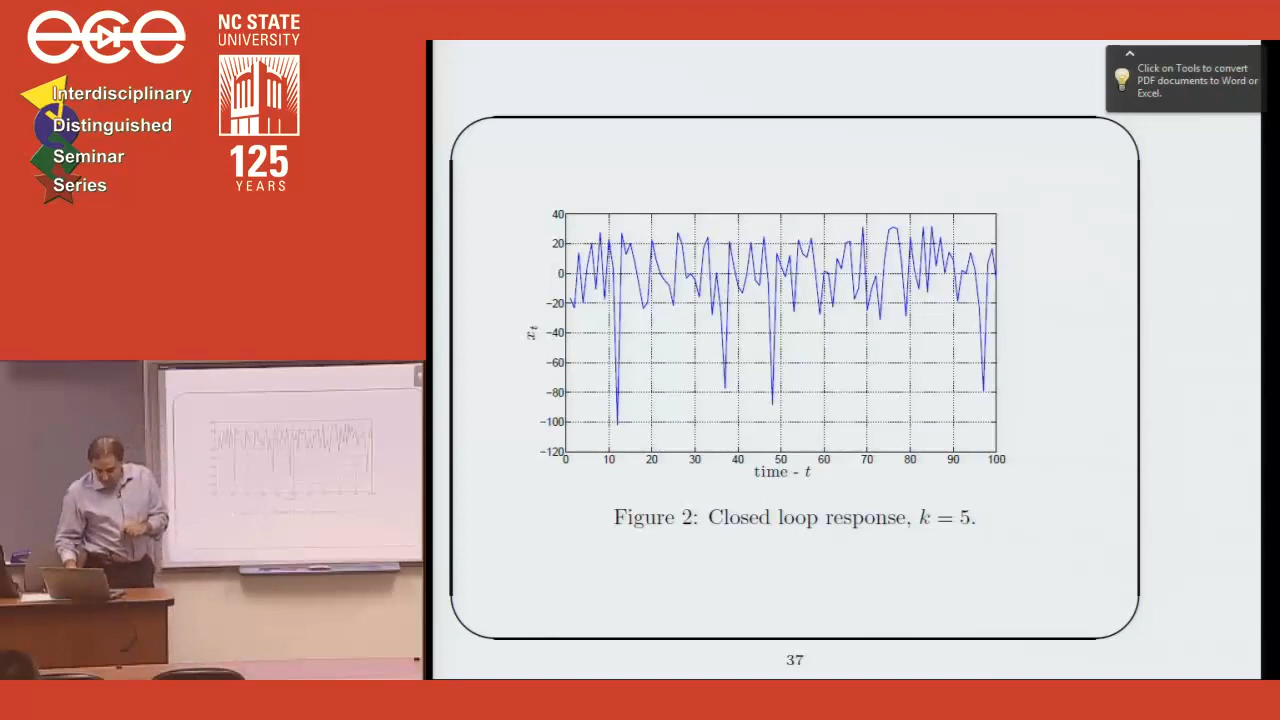 ece
NC STATE
UNIVERSITY
Interdisciplinary
Distinguished
Seminar
Series
125
YEARS
Click on Tools to convert
PDF documents to Word or
Excel.
40
20
0
−20
−40
−60
−80
−100
−120
x_t
0 10 20 30 40 50 60 70 80 90 100
time - t
Figure 2: Closed loop response, k = 5.
37